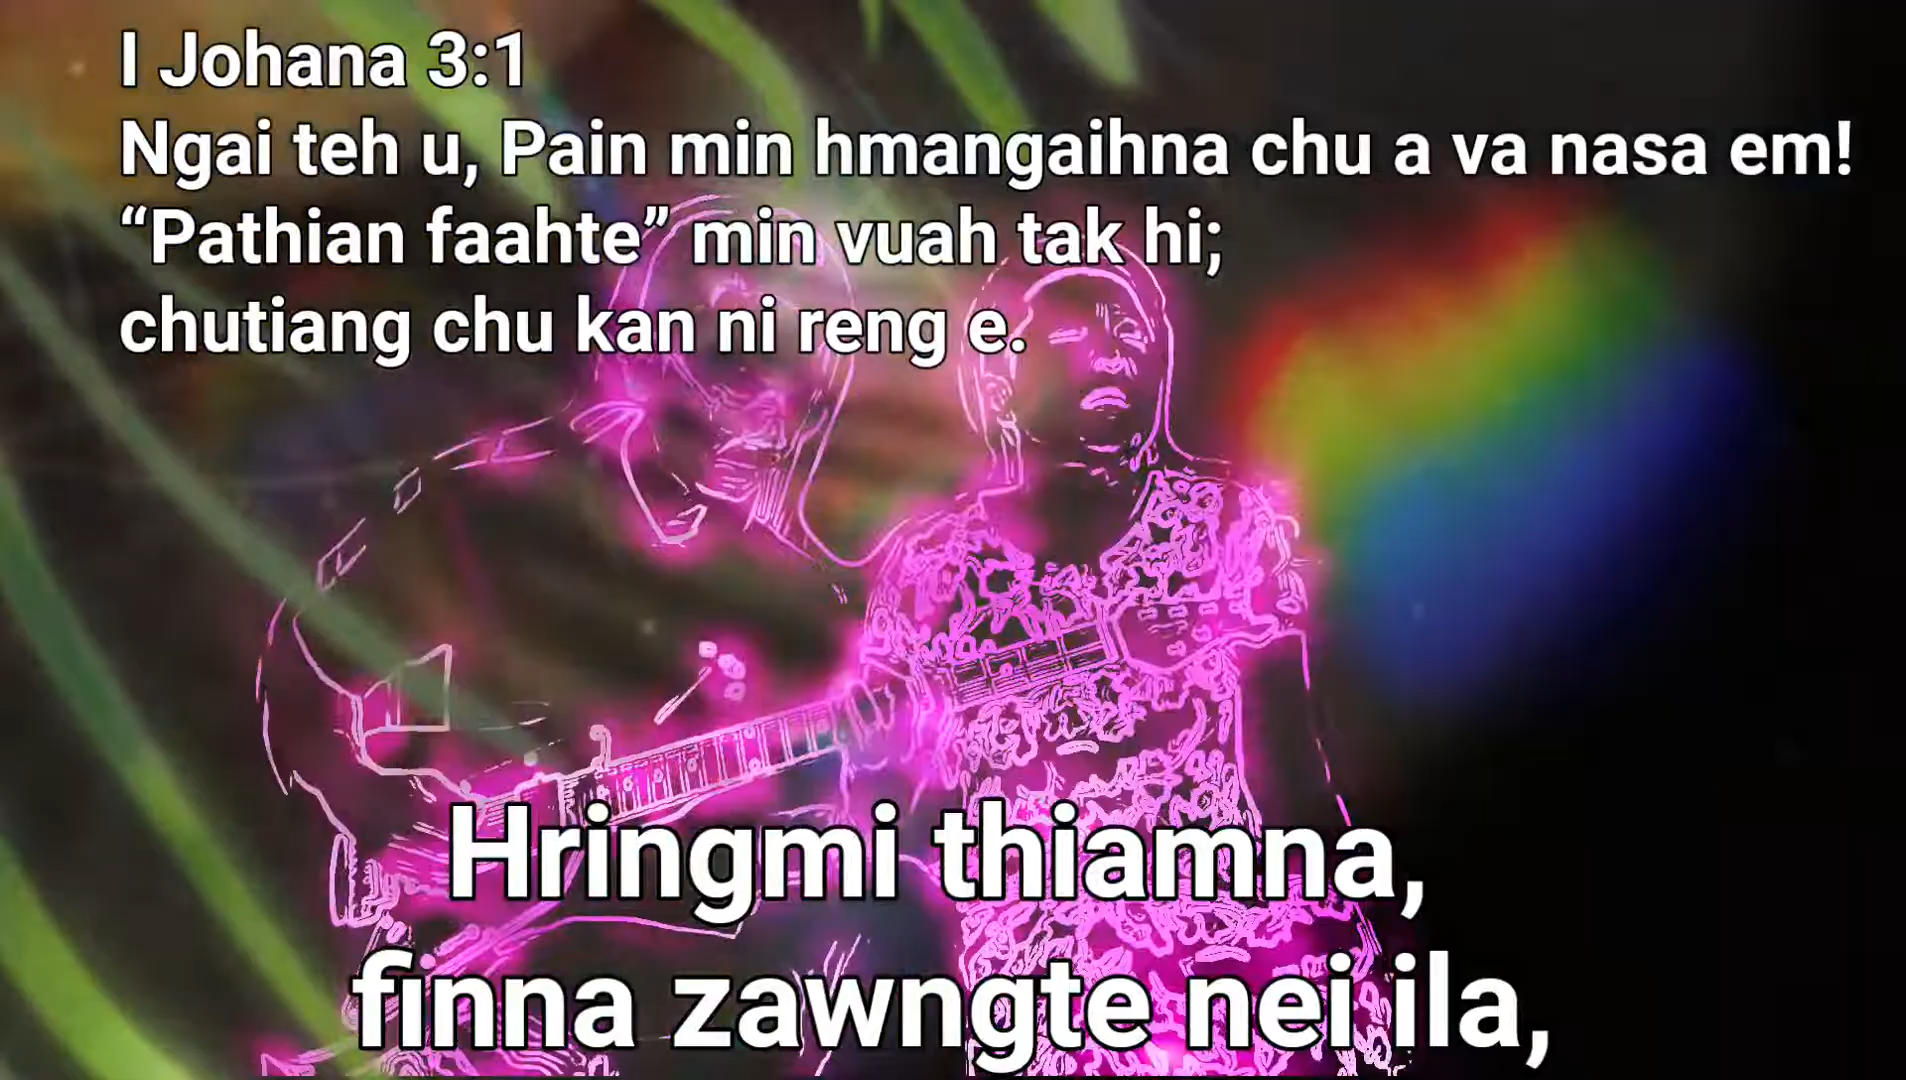 I Johana 3:1
Ngai teh u, Pain min hmangaihna chu a va nasa em!
“Pathian faahte” min vuah tak hi;
chutiang chu kan ni reng e.
Hringmi thiamna,
finna zawngte nei ila,